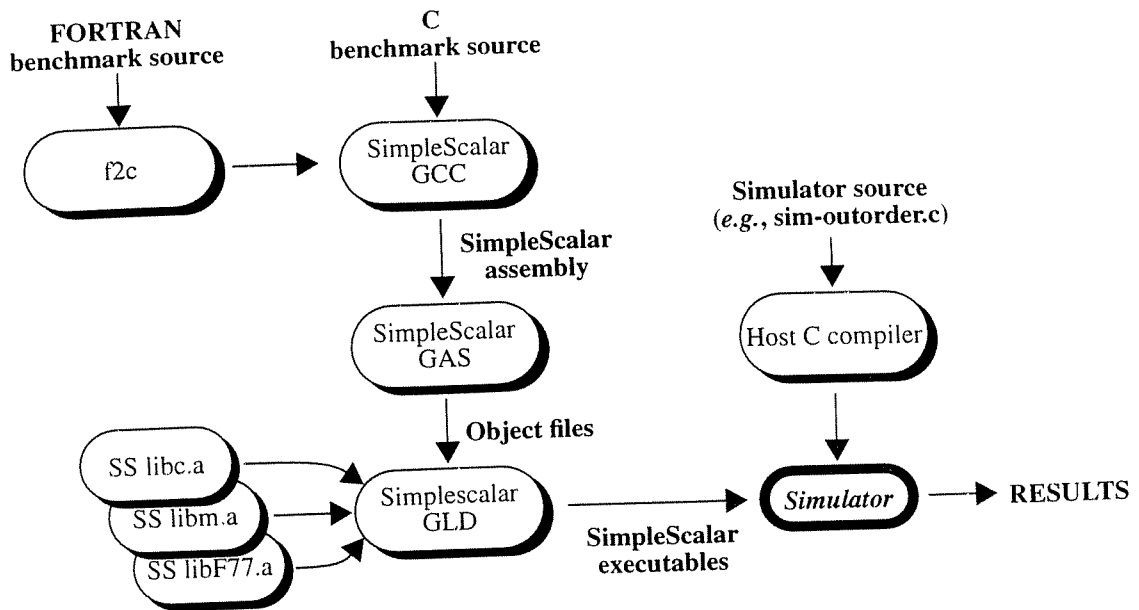 FORTRAN
benchmark source
C
benchmark source
f2c
SimpleScalar
GCC
Simulator source
(e.g., sim-outorder.c)
SimpleScalar
assembly
SimpleScalar
GAS
Host C compiler
Object files
SS libc.a
SS libm.a
SS libF77.a
Simplescalar
GLD
SimpleScalar
executables
Simulator
RESULTS